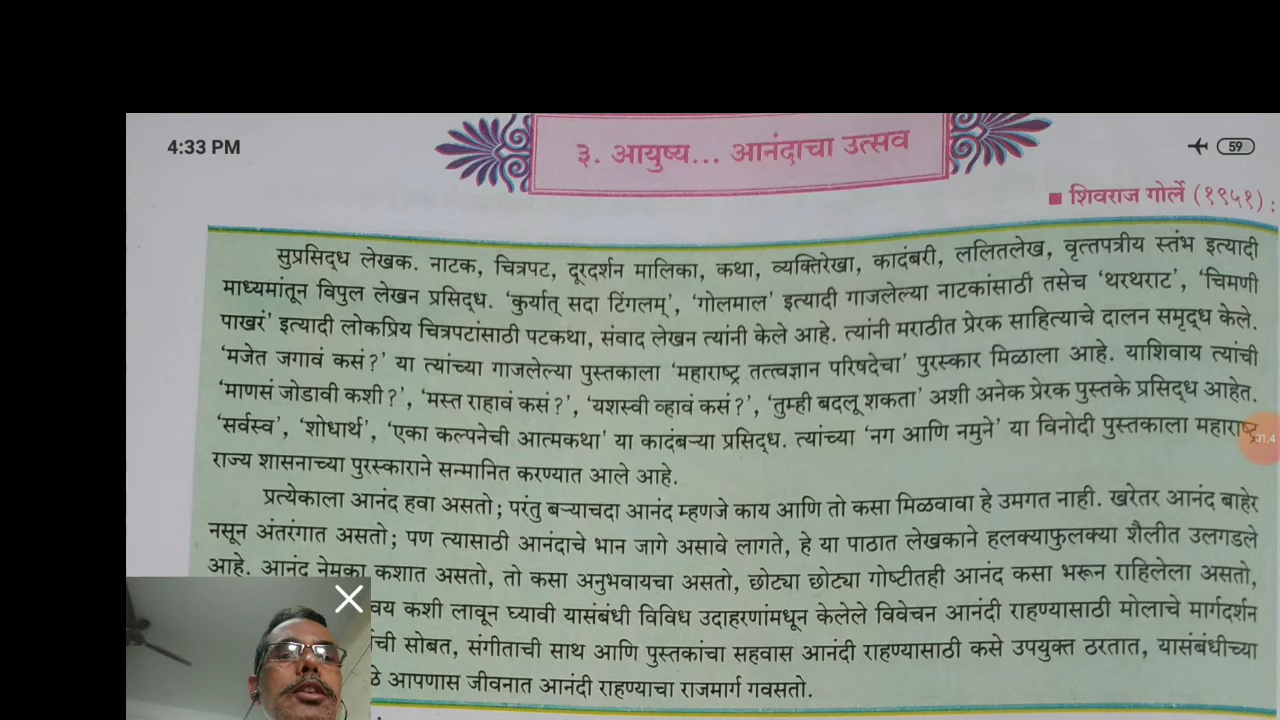 4:33 PM
59
३. आयुष्य... आनंदाचा उत्सव
■ शिवराज गोर्ले (१९५१) :
सुप्रसिद्ध लेखक. नाटक, चित्रपट, दूरदर्शन मालिका, कथा, व्यक्तिरेखा, कादंबरी, ललितलेख, वृत्तपत्रीय स्तंभ इत्यादी
माध्यमांतून विपुल लेखन प्रसिद्ध. ‘कुर्यात् सदा टिंगलम्’, ‘गोलमाल’ इत्यादी गाजलेल्या नाटकांसाठी तसेच ‘थरथराट’, ‘चिमणी
पाखरं’ इत्यादी लोकप्रिय चित्रपटांसाठी पटकथा, संवाद लेखन त्यांनी केले आहे. त्यांनी मराठीत प्रेरक साहित्याचे दालन समृद्ध केले.
‘मजेत जगावं कसं?’ या त्यांच्या गाजलेल्या पुस्तकाला ‘महाराष्ट्र तत्त्वज्ञान परिषदेचा’ पुरस्कार मिळाला आहे. याशिवाय त्यांची
‘माणसं जोडावी कशी?’, ‘मस्त राहावं कसं?’, ‘यशस्वी व्हावं कसं?’, ‘तुम्ही बदलू शकता’ अशी अनेक प्रेरक पुस्तके प्रसिद्ध आहेत.
‘सर्वस्व’, ‘शोधार्थ’, ‘एका कल्पनेची आत्मकथा’ या कादंबऱ्या प्रसिद्ध. त्यांच्या ‘नग आणि नमुने’ या विनोदी पुस्तकाला महाराष्ट्र
राज्य शासनाच्या पुरस्काराने सन्मानित करण्यात आले आहे.
प्रत्येकाला आनंद हवा असतो; परंतु बऱ्याचदा आनंद म्हणजे काय आणि तो कसा मिळवावा हे उमगत नाही. खरेतर आनंद बाहेर
नसून अंतरंगात असतो; पण त्यासाठी आनंदाचे भान जागे असावे लागते, हे या पाठात लेखकाने हलक्याफुलक्या शैलीत उलगडले
आहे. आनंद नेमका कशात असतो, तो कसा अनुभवायचा असतो, छोट्या छोट्या गोष्टीतही आनंद कसा भरून राहिलेला असतो,
वय कशी लावून घ्यावी यासंबंधी विविध उदाहरणांमधून केलेले विवेचन आनंदी राहण्यासाठी मोलाचे मार्गदर्शन
ची सोबत, संगीताची साथ आणि पुस्तकांचा सहवास आनंदी राहण्यासाठी कसे उपयुक्त ठरतात, यासंबंधीच्या
आपणास जीवनात आनंदी राहण्याचा राजमार्ग गवसतो.